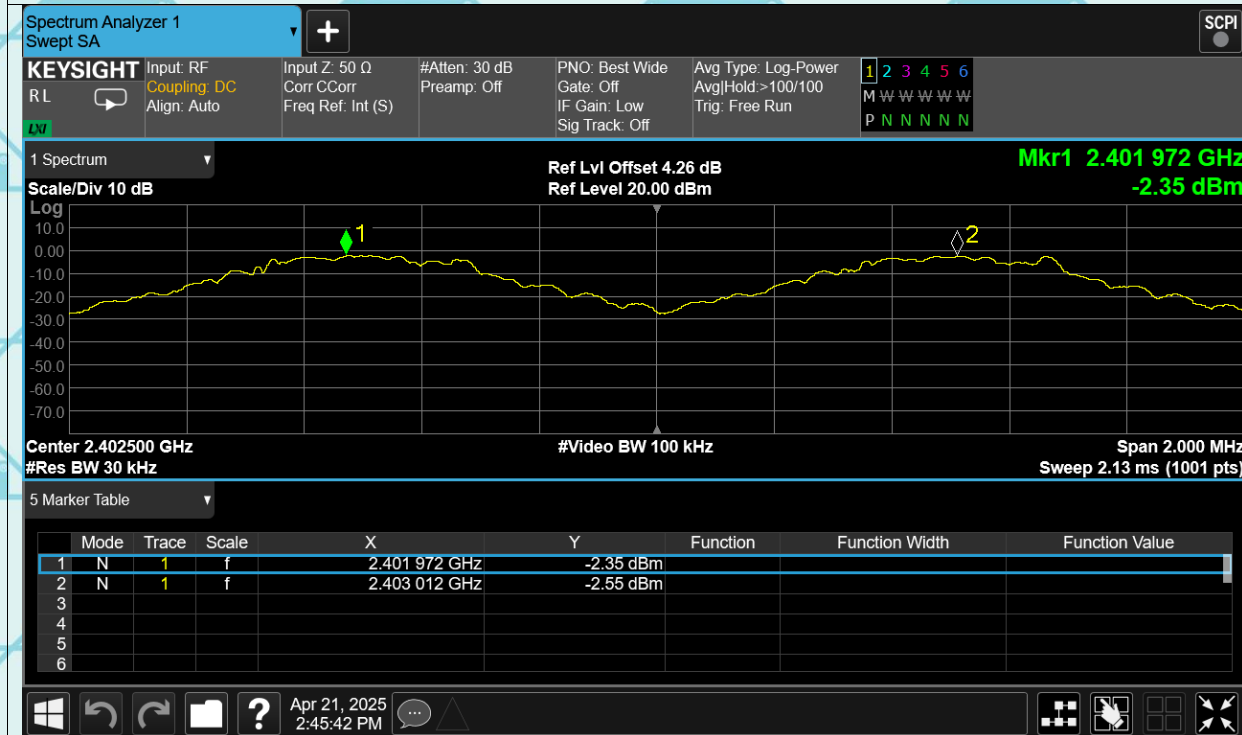 Spectrum Analyzer 1
Swept SA
+
SCPI
KEYSIGHT
RL
LXI
Input: RF
Coupling: DC
Align: Auto
Input Z: 50 Ω
Corr CCorr
Freq Ref: Int (S)
#Atten: 30 dB
Preamp: Off
PNO: Best Wide
Gate: Off
IF Gain: Low
Sig Track: Off
Avg Type: Log-Power
Avg|Hold:>100/100
Trig: Free Run
1 2 3 4 5 6
M W W W W W
P N N N N N
1 Spectrum
Ref Lvl Offset 4.26 dB
Mkr1 2.401 972 GHz
Scale/Div 10 dB
Ref Level 20.00 dBm
-2.35 dBm
Log
10.0
0.00
-10.0
-20.0
-30.0
-40.0
-50.0
-60.0
-70.0
1
2
Center 2.402500 GHz
#Video BW 100 kHz
Span 2.000 MHz
#Res BW 30 kHz
Sweep 2.13 ms (1001 pts)
5 Marker Table
Mode Trace Scale X Y Function Function Width Function Value
1 N 1 f 2.401 972 GHz -2.35 dBm
2 N 1 f 2.403 012 GHz -2.55 dBm
3
4
5
6
?
Apr 21, 2025
2:45:42 PM